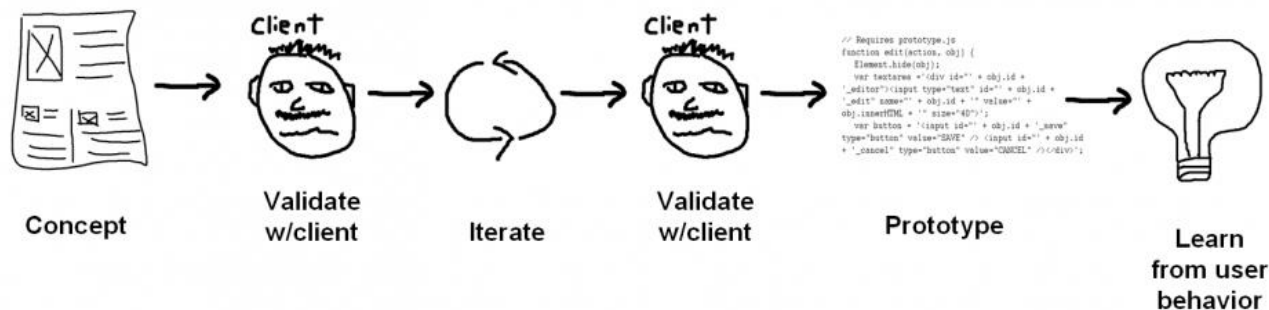 Client
Client
// Requires prototype.js
function edit(action, obj) {
Element.hide(obj);
var textarea ='<div id="' + obj.id +
'_editor"><input type="text" id="' + obj.id +
'_edit" name="' + obj.id + '" value="' +
obj.innerHTML + '" size="40">';
var button + '<input id="' + obj.id + '_save"
type="button" value="SAVE" /> <input id="' + obj.id
+ '_cancel" type="button" value="CANCEL" /></div>';
Concept
Validate
w/client
Iterate
Validate
w/client
Prototype
Learn
from user
behavior